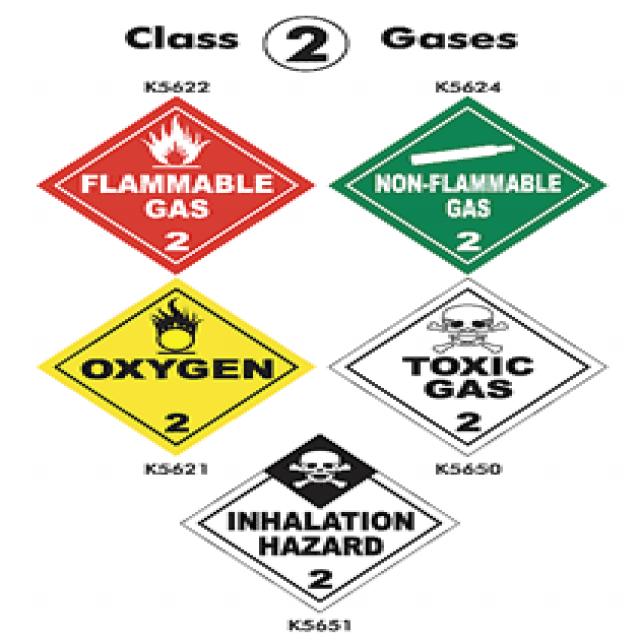 Class 2 Gases
K5622
K5624
FLAMMABLE
GAS
2
NON-FLAMMABLE
GAS
2
OXYGEN
2
K5621
TOXIC
GAS
2
K5650
INHALATION
HAZARD
2
K5651